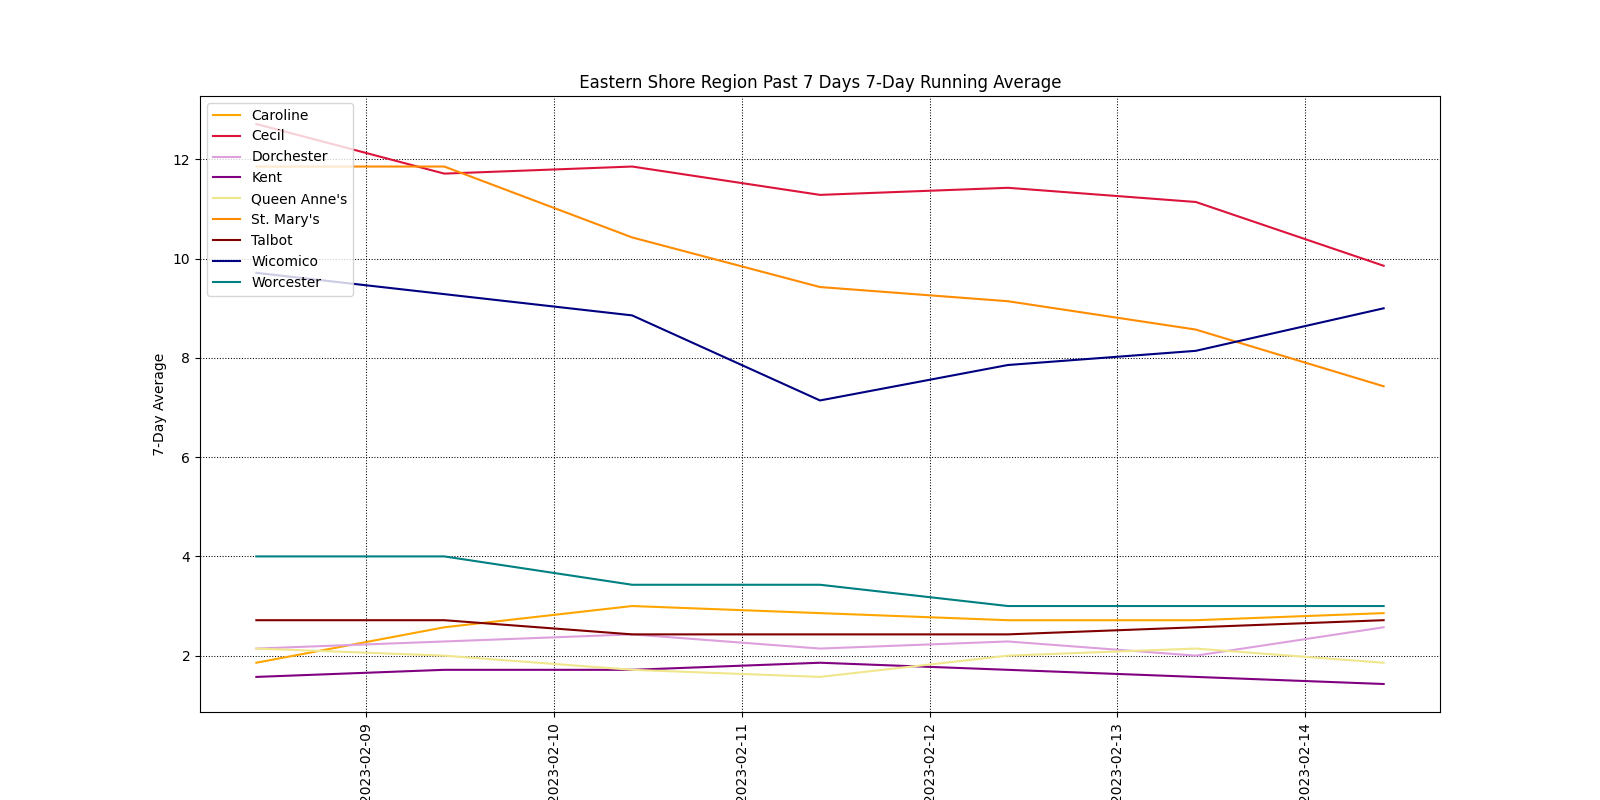 Eastern Shore Region Past 7 Days 7-Day Running Average
Caroline
Cecil
Dorchester
Kent
Queen Anne's
St. Mary's
Talbot
Wicomico
Worcester
12
10
8
6
4
2
7-Day Average
2023-02-09
2023-02-10
2023-02-11
2023-02-12
2023-02-13
2023-02-14